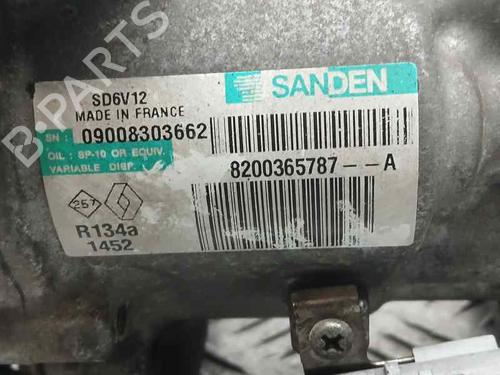 B-PARTS
SANDEN
SD6V12
MADE IN FRANCE
SN : 09008303662
OIL : SP-10 OR EQUIV.
VARIABLE DISP.
8200365787--A
257
R134a
1452